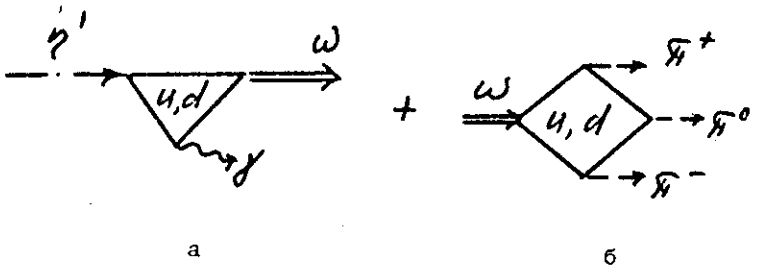 η'
ω
u,d
γ
+
ω
u, d
π+
π0
π-
а
б